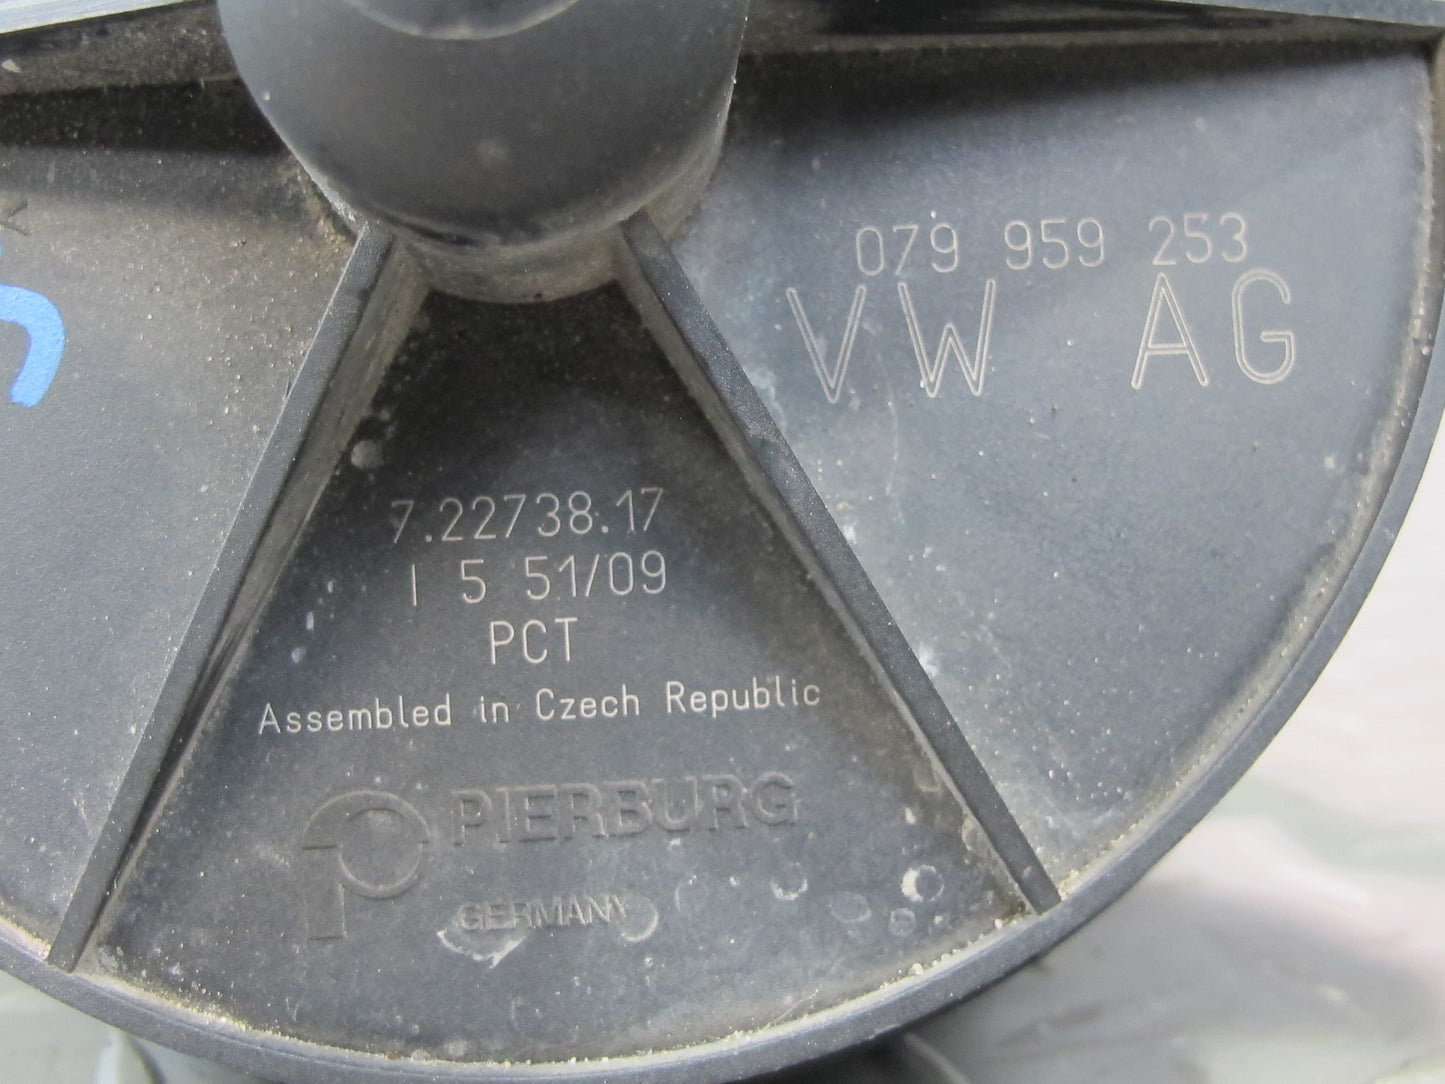 079 959 253
VW AG
7.22738.17
I 5 51/09
PCT
Assembled in Czech Republic
PIERBURG
GERMANY